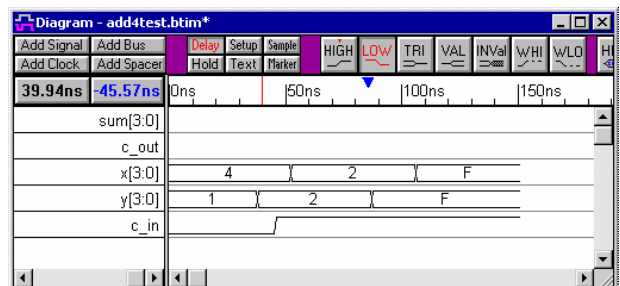 Diagram - add4test.btim*
Add Signal Add Bus Delay Setup Sample HIGH LOW TRI VAL INVal WHI WLO
Add Clock Add Spacer Hold Text Marker
39.94ns -45.57ns 0ns 50ns 100ns 150ns
sum[3:0]
c_out
x[3:0] 4 2 F
y[3:0] 1 2 F
c_in